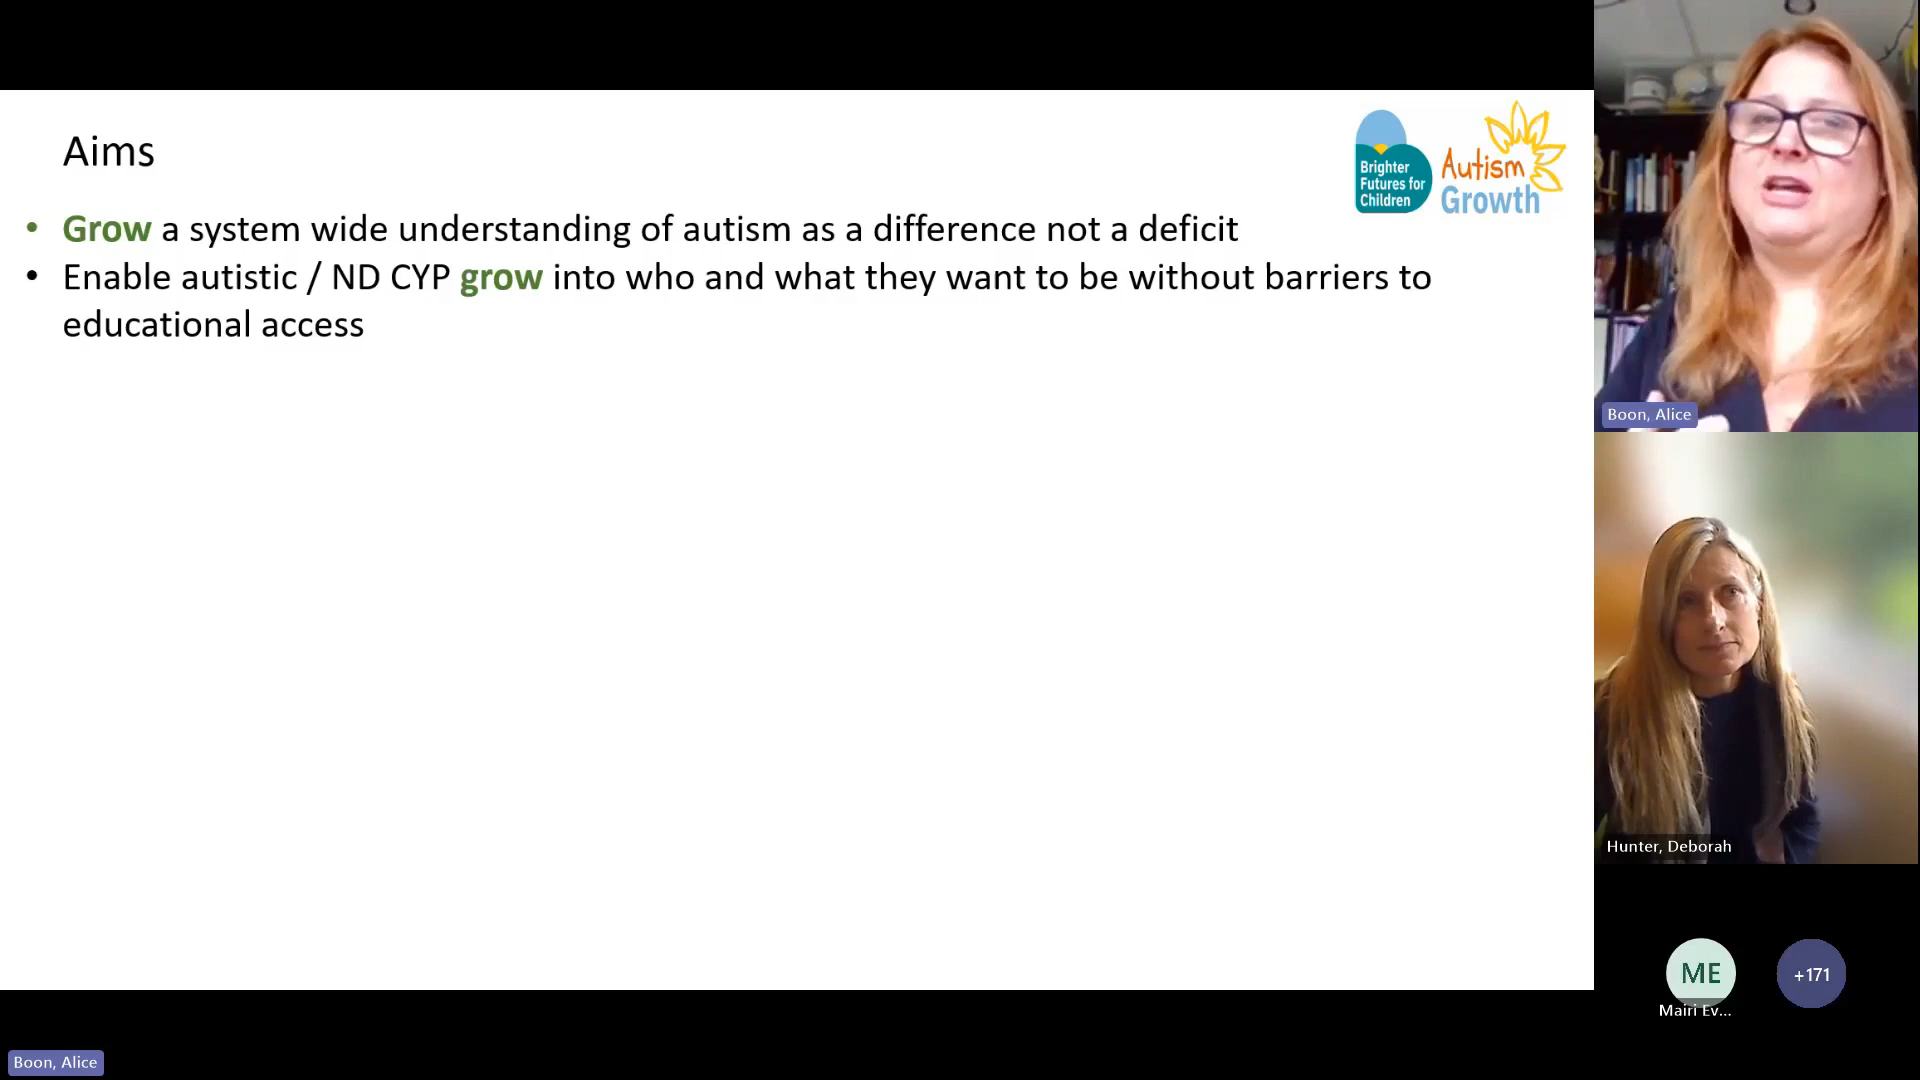 Aims
Brighter
Futures for
Children
Autism
Growth
• Grow a system wide understanding of autism as a difference not a deficit
• Enable autistic / ND CYP grow into who and what they want to be without barriers to
educational access
Boon, Alice
Hunter, Deborah
ME
Mairi Ev...
+171
Boon, Alice